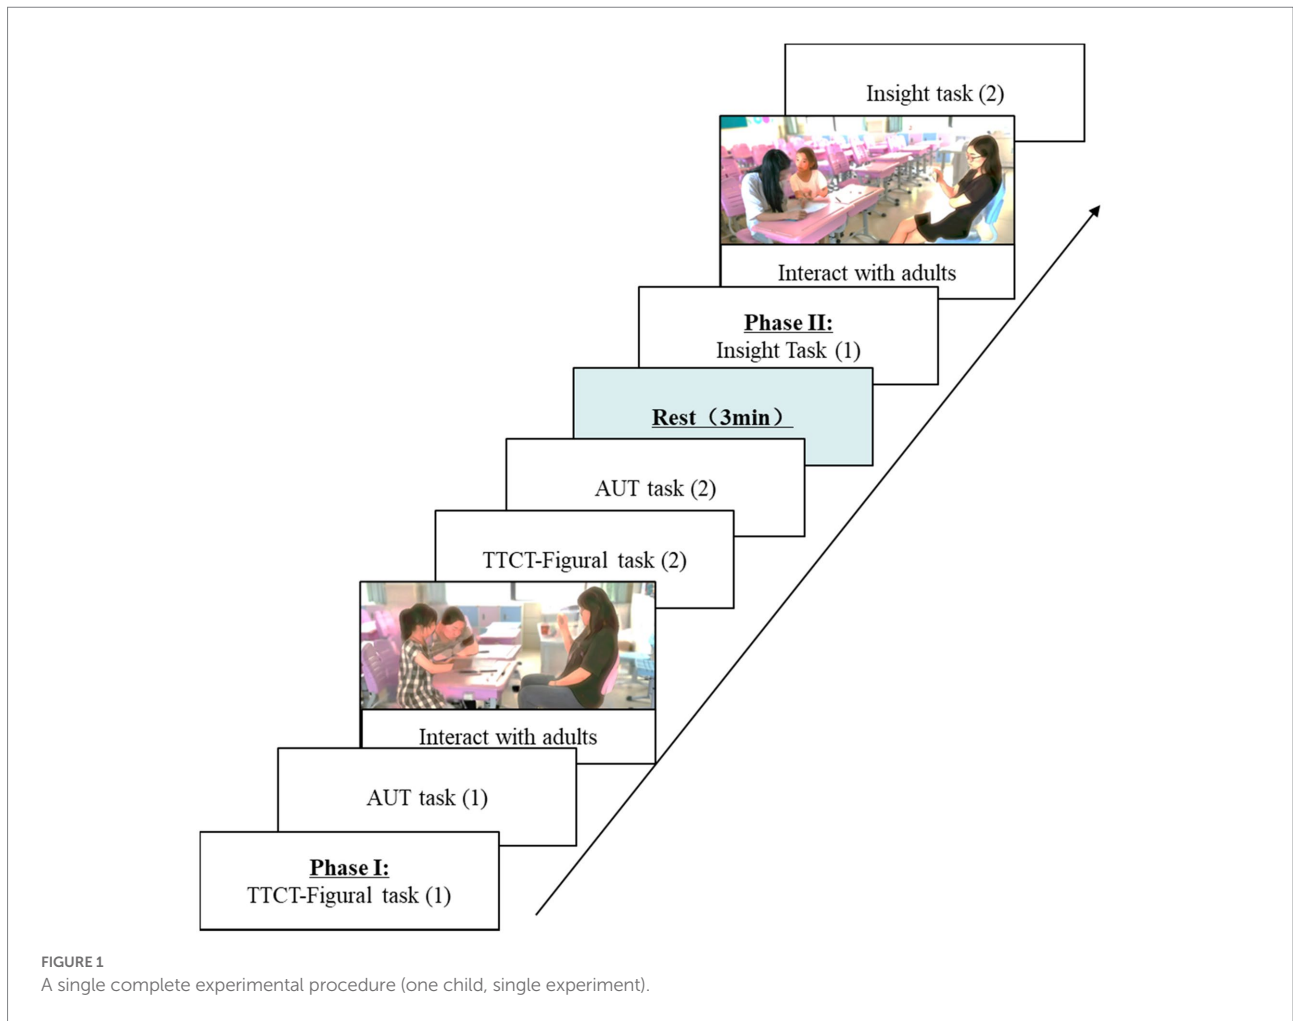 Insight task (2)
Interact with adults
Phase II:
Insight Task (1)
Rest（3min）
AUT task (2)
TTCT-Figural task (2)
Interact with adults
AUT task (1)
Phase I:
TTCT-Figural task (1)
FIGURE 1
A single complete experimental procedure (one child, single experiment).